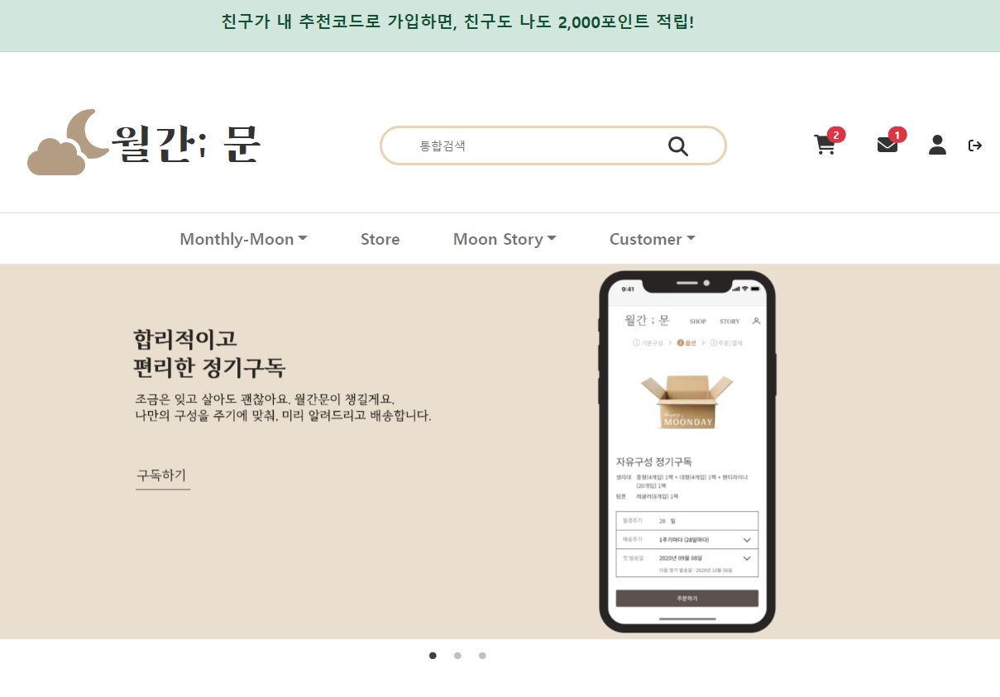 친구가 내 추천코드로 가입하면, 친구도 나도 2,000포인트 적립!
월간; 문
통합검색
2
1
Monthly-Moon
Store
Moon Story
Customer
합리적이고
편리한 정기구독
조금은 잊고 살아도 괜찮아요. 월간문이 챙길게요.
나만의 구성을 주기에 맞춰, 미리 알려드리고 배송합니다.
구독하기
9:41
월간 ; 문
SHOP
STORY
1 기본구성 > 2 옵션 > 3 주문/결제
Happy,
MOONDAY
자유구성 정기구독
생리대 중형(4개입) 1팩 + 대형(4개입) 1팩 + 팬티라이너
(20개입) 1팩
탐폰 레귤러(8개입) 1팩
월경주기 28 일
배송주기 1주기마다 (28일마다)
첫 발송일 2020년 09월 08일
다음 정기 발송일 : 2020년 10월 06일
주문하기